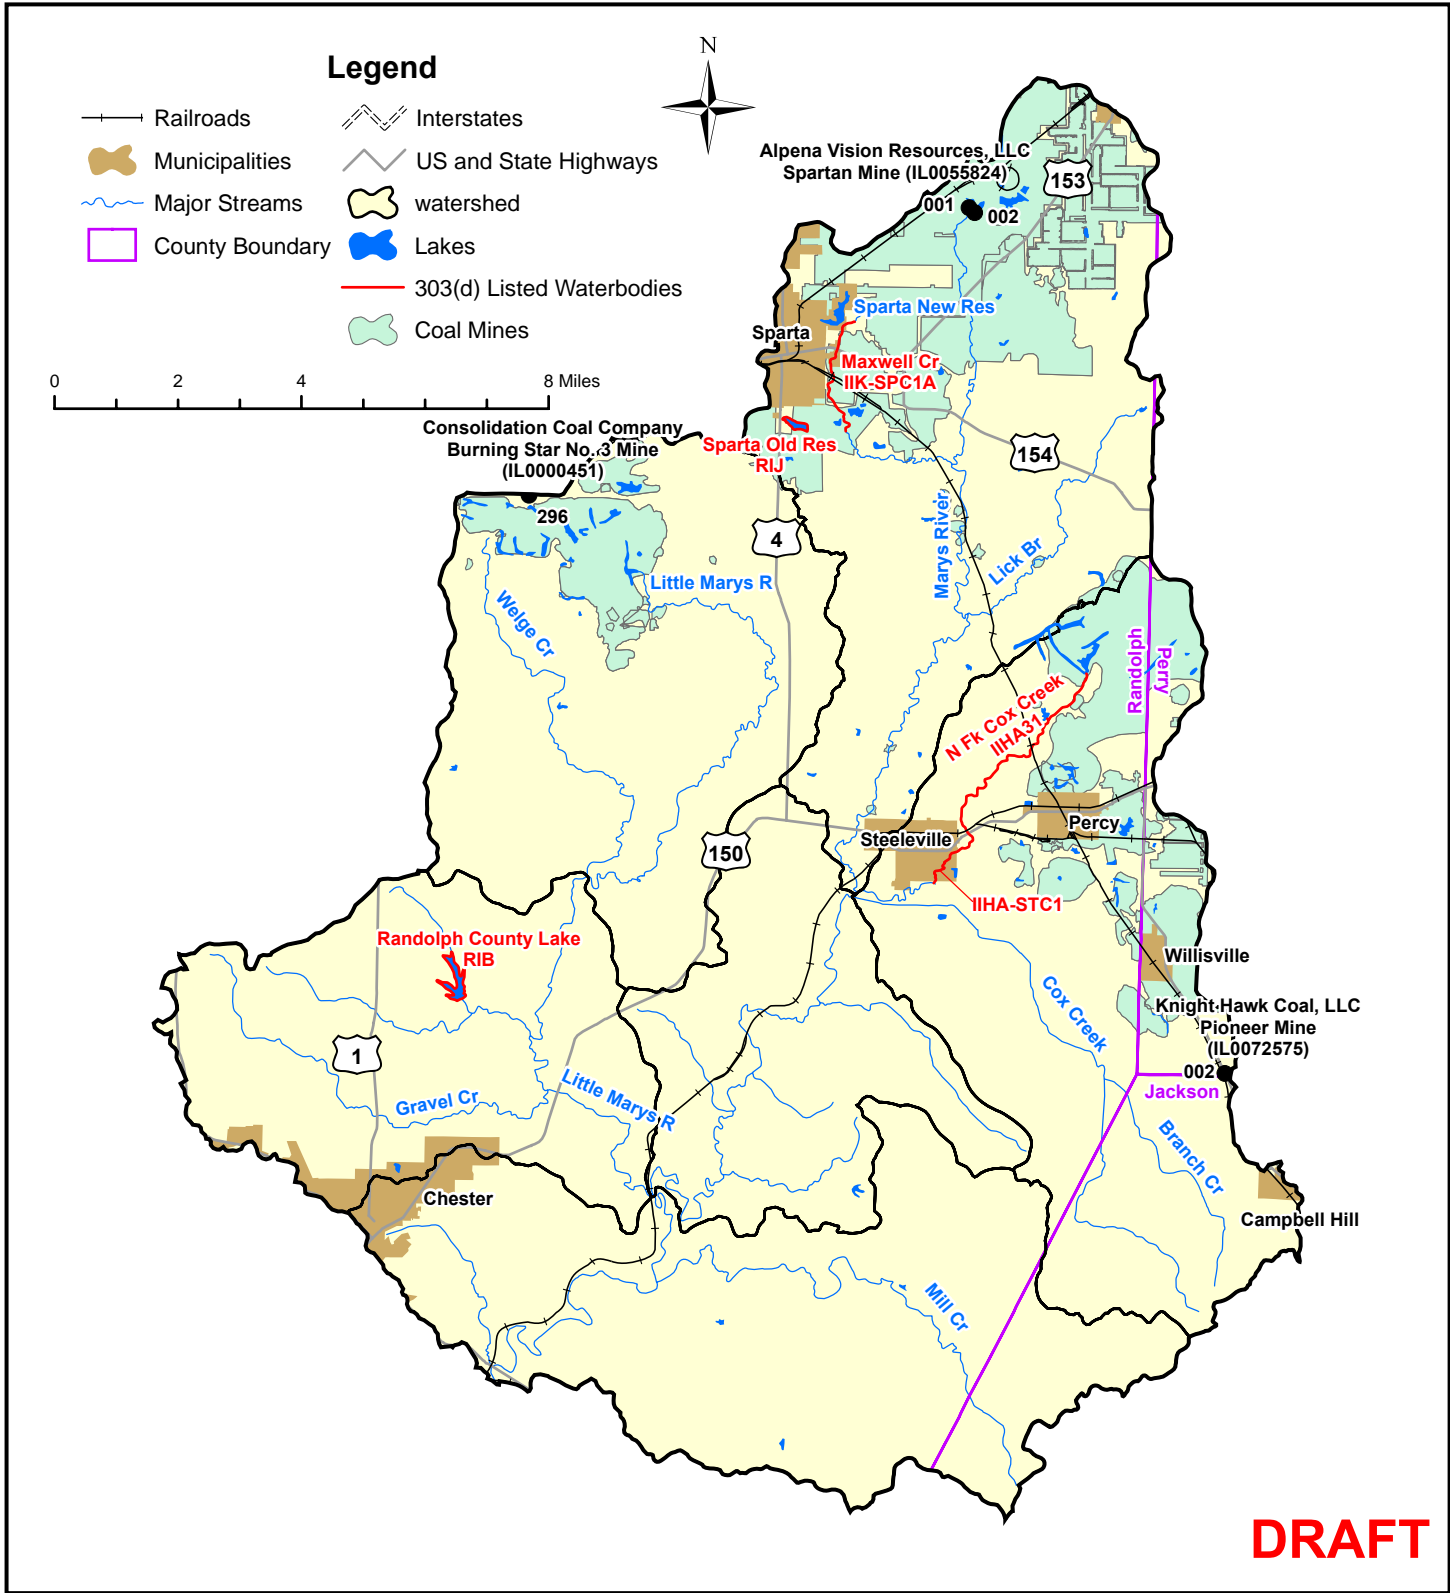 Legend
Railroads
Municipalities
Major Streams
County Boundary
Interstates
US and State Highways
watershed
Lakes
303(d) Listed Waterbodies
Coal Mines
0 2 4 8 Miles
N
Alpena Vision Resources, LLC
Spartan Mine (IL0055824)
001
002
153
Sparta New Res
Sparta
Maxwell Cr
IIK-SPC1A
Consolidation Coal Company
Burning Star No. 3 Mine
(IL0000451)
296
Sparta Old Res
RIJ
154
4
Marys River
Lick Br
Little Marys R
Welge Cr
Randolph
Perry
N Fk Cox Creek
IIHA31
Percy
Steeleville
150
IIHA-STC1
Randolph County Lake
RIB
Willisville
Cox Creek
Knight Hawk Coal, LLC
Pioneer Mine
(IL0072575)
002
Jackson
1
Gravel Cr
Little Marys R
Branch Cr
Chester
Campbell Hill
Mill Cr
DRAFT